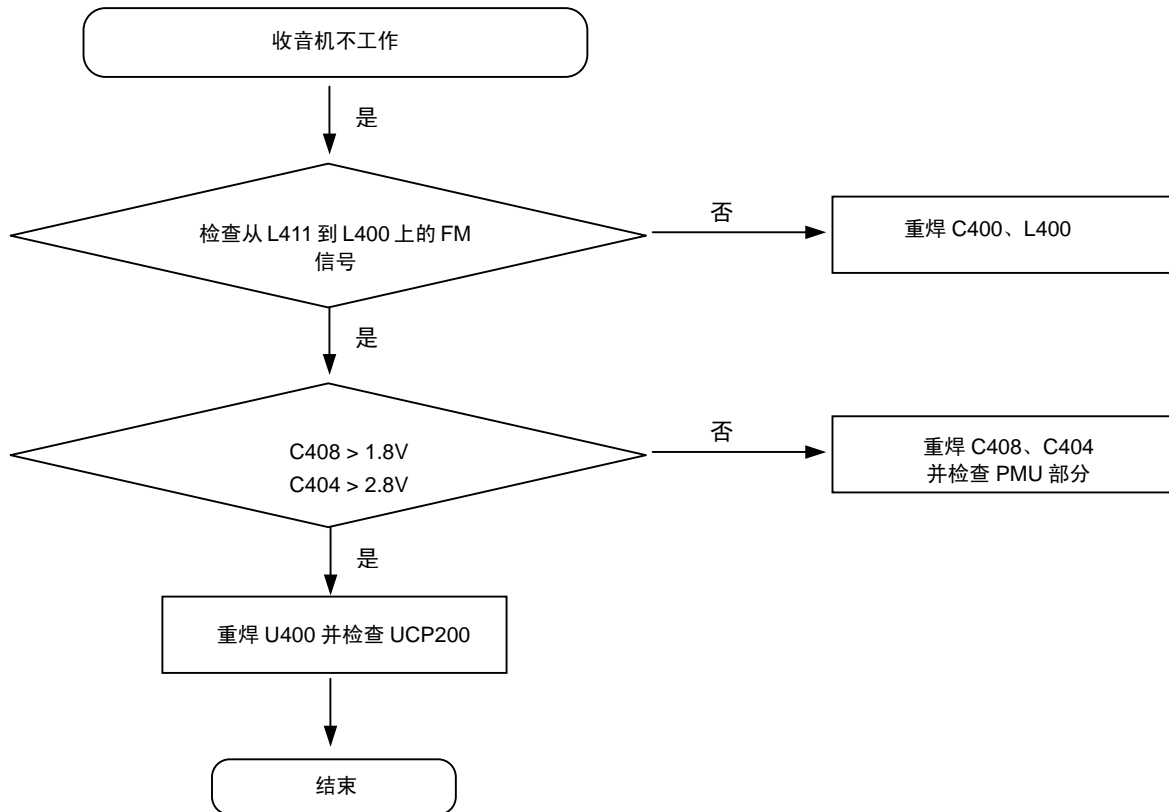 收音机不工作
是
检查从 L411 到 L400 上的 FM
信号
否
重焊 C400、L400
是
C408 > 1.8V
C404 > 2.8V
否
重焊 C408、C404
并检查 PMU 部分
是
重焊 U400 并检查 UCP200
结束